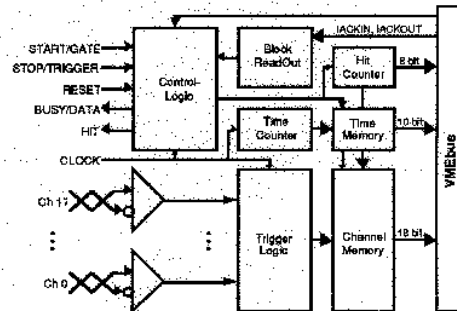 IACKIN, IACKOUT
START/GATE
STOP/TRIGGER
RESET
BUSY/DATA
HIT
CLOCK
Control-
Logic
Block
ReadOut
Hit
Counter
8 bit
Time
Counter
Time
Memory
10 bit
VMEbus
Ch 17
Trigger
Logic
Channel
Memory
18 bit
Ch 0